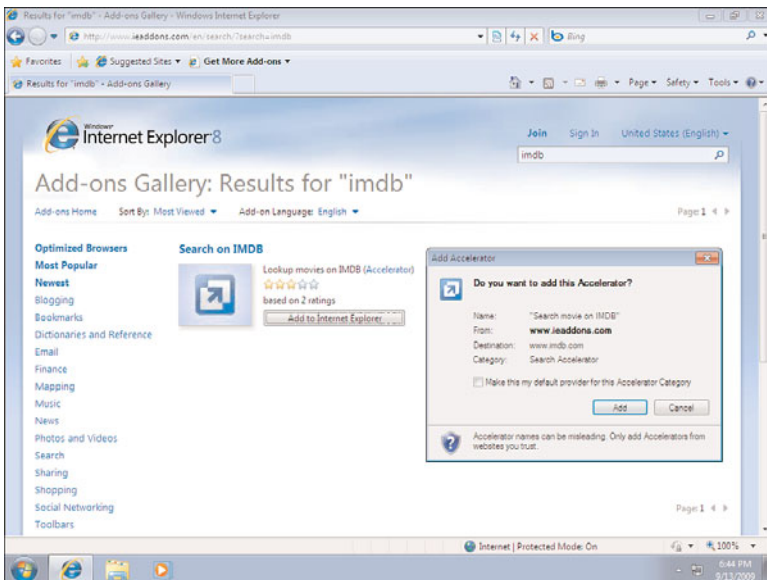 Results for "imdb" - Add-ons Gallery - Windows Internet Explorer
http://www.ieaddons.com/en/search/?search=imdb
Bing
Favorites Suggested Sites Get More Add-ons
Results for "imdb" - Add-ons Gallery
Page Safety Tools
Windows
Internet Explorer 8
Join Sign In United States (English)
imdb
Add-ons Gallery: Results for "imdb"
Add-ons Home Sort By: Most Viewed Add-on Language: English Page: 1
Optimized Browsers
Most Popular
Newest
Blogging
Bookmarks
Dictionaries and Reference
Email
Finance
Mapping
Music
News
Photos and Videos
Search
Sharing
Shopping
Social Networking
Toolbars
Search on IMDB
Lookup movies on IMDB (Accelerator)
based on 2 ratings
Add to Internet Explorer
Add Accelerator
Do you want to add this Accelerator?
Name: "Search movie on IMDB"
From: www.ieaddons.com
Destination: www.imdb.com
Category: Search Accelerator
Make this my default provider for this Accelerator Category
Add Cancel
Accelerator names can be misleading. Only add Accelerators from
websites you trust.
Page: 1
Internet | Protected Mode: On 100%
6:44 PM
9/13/2009